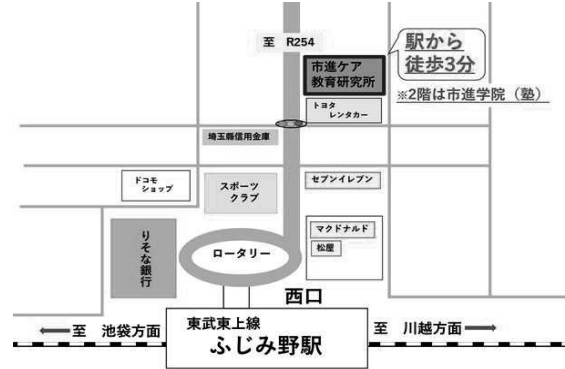 至 R254
市進ケア
教育研究所
駅から
徒歩3分
※2階は市進学院（塾）
トヨタ
レンタカー
埼玉縣信用金庫
ドコモ
ショップ
スポーツ
クラブ
セブンイレブン
りそな銀行
ロータリー
マクドナルド
松屋
西口
至 池袋方面
東武東上線
ふじみ野駅
至 川越方面